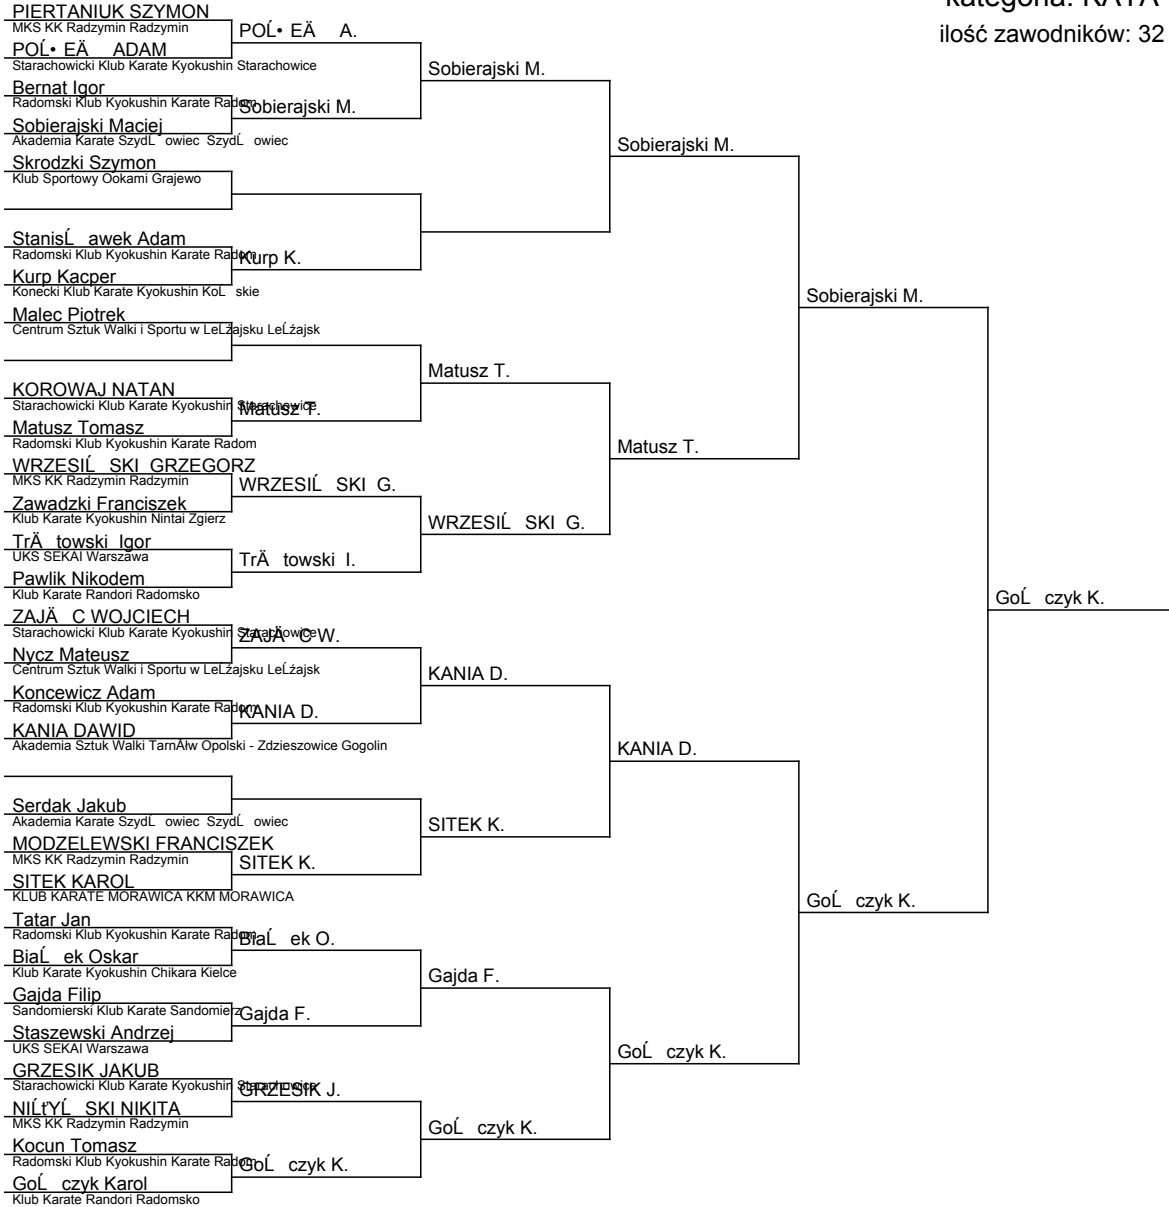 kategoria: KATA
ilość zawodników: 32
PIERTANIUK SZYMON
MKS KK Radzymin Radzymin
POĹ• EÄ ADAM
Starachowicki Klub Karate Kyokushin Starachowice
Bernat Igor
Radomski Klub Kyokushin Karate Radom
Sobierajski Maciej
Akademia Karate SzydĹ owiec SzydĹ owiec
Skrodzki Szymon
Klub Sportowy Ookami Grajewo
StanisĹ awek Adam
Radomski Klub Kyokushin Karate Radom
Kurp Kacper
Konecki Klub Karate Kyokushin KoĹ skie
Malec Piotrek
Centrum Sztuk Walki i Sportu w LeĹźajsku LeĹźajsk
KOROWAJ NATAN
Starachowicki Klub Karate Kyokushin Starachowice
Matusz Tomasz
Radomski Klub Kyokushin Karate Radom
WRZESIĹ SKI GRZEGORZ
MKS KK Radzymin Radzymin
Zawadzki Franciszek
Klub Karate Kyokushin Nintai Zgierz
TrÄ towski Igor
UKS SEKAI Warszawa
Pawlik Nikodem
Klub Karate Randori Radomsko
ZAJÄ C WOJCIECH
Starachowicki Klub Karate Kyokushin Starachowice
Nycz Mateusz
Centrum Sztuk Walki i Sportu w LeĹźajsku LeĹźajsk
Koncewicz Adam
Radomski Klub Kyokushin Karate Radom
KANIA DAWID
Akademia Sztuk Walki TarnĂłw Opolski - Zdzieszowice Gogolin
Serdak Jakub
Akademia Karate SzydĹ owiec SzydĹ owiec
MODZELEWSKI FRANCISZEK
MKS KK Radzymin Radzymin
SITEK KAROL
KLUB KARATE MORAWICA KKM MORAWICA
Tatar Jan
Radomski Klub Kyokushin Karate Radom
BiaĹ ek Oskar
Klub Karate Kyokushin Chikara Kielce
Gajda Filip
Sandomierski Klub Karate Sandomierz
Staszewski Andrzej
UKS SEKAI Warszawa
GRZESIK JAKUB
Starachowicki Klub Karate Kyokushin Starachowice
NIĹťYĹ SKI NIKITA
MKS KK Radzymin Radzymin
Kocun Tomasz
Radomski Klub Kyokushin Karate Radom
GoĹ czyk Karol
Klub Karate Randori Radomsko
POĹ• EÄ A.
Sobierajski M.
Kurp K.
Matusz T.
WRZESIĹ SKI G.
TrÄ towski I.
ZAJÄ C W.
KANIA D.
SITEK K.
BiaĹ ek O.
Gajda F.
GRZESIK J.
GoĹ czyk K.
Sobierajski M.
Matusz T.
WRZESIĹ SKI G.
KANIA D.
SITEK K.
Gajda F.
GoĹ czyk K.
Sobierajski M.
Matusz T.
KANIA D.
GoĹ czyk K.
Sobierajski M.
GoĹ czyk K.
GoĹ czyk K.